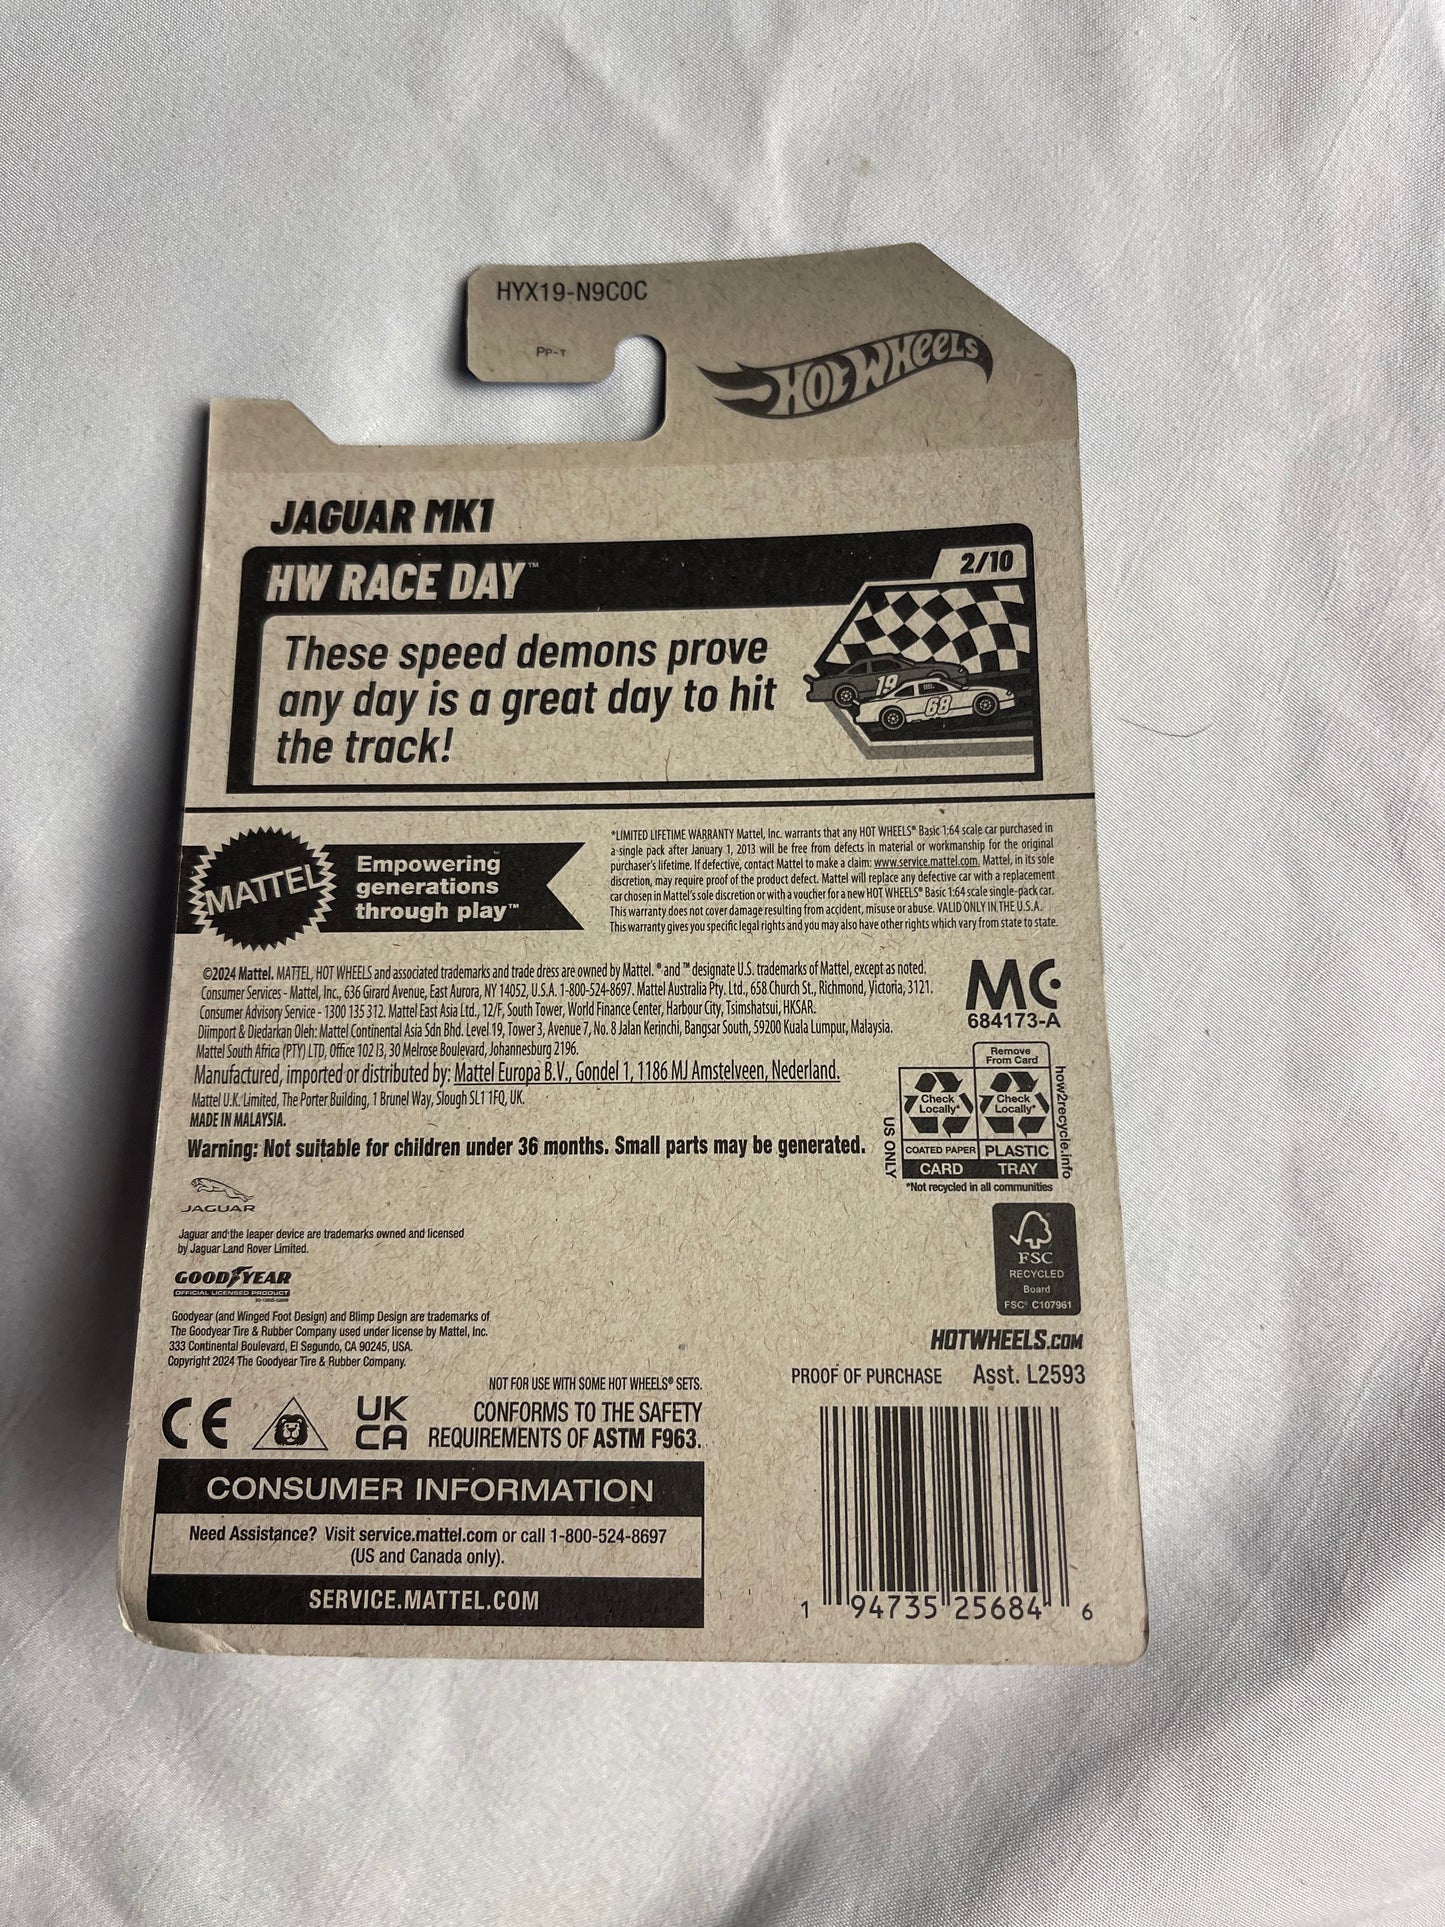 HYX19-N9C0C
PP-T
HOT WHEELS
JAGUAR MK1
HW RACE DAY™
2/10
These speed demons prove
any day is a great day to hit
the track!
19
68
MATTEL
Empowering
generations
through play™
*LIMITED LIFETIME WARRANTY Mattel, Inc. warrants that any HOT WHEELS® Basic 1:64 scale car purchased in
a single pack after January 1, 2013 will be free from defects in material or workmanship for the original
purchaser's lifetime. If defective, contact Mattel to make a claim: www.service.mattel.com. Mattel, in its sole
discretion, may require proof of the product defect. Mattel will replace any defective car with a replacement
car chosen in Mattel's sole discretion or with a voucher for a new HOT WHEELS® Basic 1:64 scale single-pack car.
This warranty does not cover damage resulting from accident, misuse or abuse. VALID ONLY IN THE U.S.A.
This warranty gives you specific legal rights and you may also have other rights which vary from state to state.
©2024 Mattel. MATTEL, HOT WHEELS and associated trademarks and trade dress are owned by Mattel. ® and ™ designate U.S. trademarks of Mattel, except as noted.
Consumer Services - Mattel, Inc., 636 Girard Avenue, East Aurora, NY 14052, U.S.A. 1-800-524-8697. Mattel Australia Pty. Ltd., 658 Church St., Richmond, Victoria, 3121.
Consumer Advisory Service - 1300 135 312. Mattel East Asia Ltd., 12/F, South Tower, World Finance Center, Harbour City, Tsimshatsui, HKSAR.
Diimport & Diedarkan Oleh: Mattel Continental Asia Sdn Bhd. Level 19, Tower 3, Avenue 7, No. 8 Jalan Kerinchi, Bangsar South, 59200 Kuala Lumpur, Malaysia.
Mattel South Africa (PTY) LTD, Office 102 I3, 30 Melrose Boulevard, Johannesburg 2196.
Manufactured, imported or distributed by: Mattel Europa B.V., Gondel 1, 1186 MJ Amstelveen, Nederland.
Mattel U.K. Limited, The Porter Building, 1 Brunel Way, Slough SL1 1FQ, UK.
MADE IN MALAYSIA.
Warning: Not suitable for children under 36 months. Small parts may be generated.
MC
684173-A
Remove
From Card
Check
Locally*
Check
Locally*
COATED PAPER
PLASTIC
CARD
TRAY
US ONLY
how2recycle.info
*Not recycled in all communities
JAGUAR
Jaguar and the leaper device are trademarks owned and licensed
by Jaguar Land Rover Limited.
GOODYEAR
OFFICIAL LICENSED PRODUCT
Goodyear (and Winged Foot Design) and Blimp Design are trademarks of
The Goodyear Tire & Rubber Company used under license by Mattel, Inc.
333 Continental Boulevard, El Segundo, CA 90245, USA.
Copyright 2024 The Goodyear Tire & Rubber Company.
FSC
RECYCLED
Board
FSC® C107961
HOTWHEELS.COM
PROOF OF PURCHASE Asst. L2593
NOT FOR USE WITH SOME HOT WHEELS® SETS.
CE
UK
CA
CONFORMS TO THE SAFETY
REQUIREMENTS OF ASTM F963.
CONSUMER INFORMATION
Need Assistance? Visit service.mattel.com or call 1-800-524-8697
(US and Canada only).
SERVICE.MATTEL.COM
1 94735 25684 6